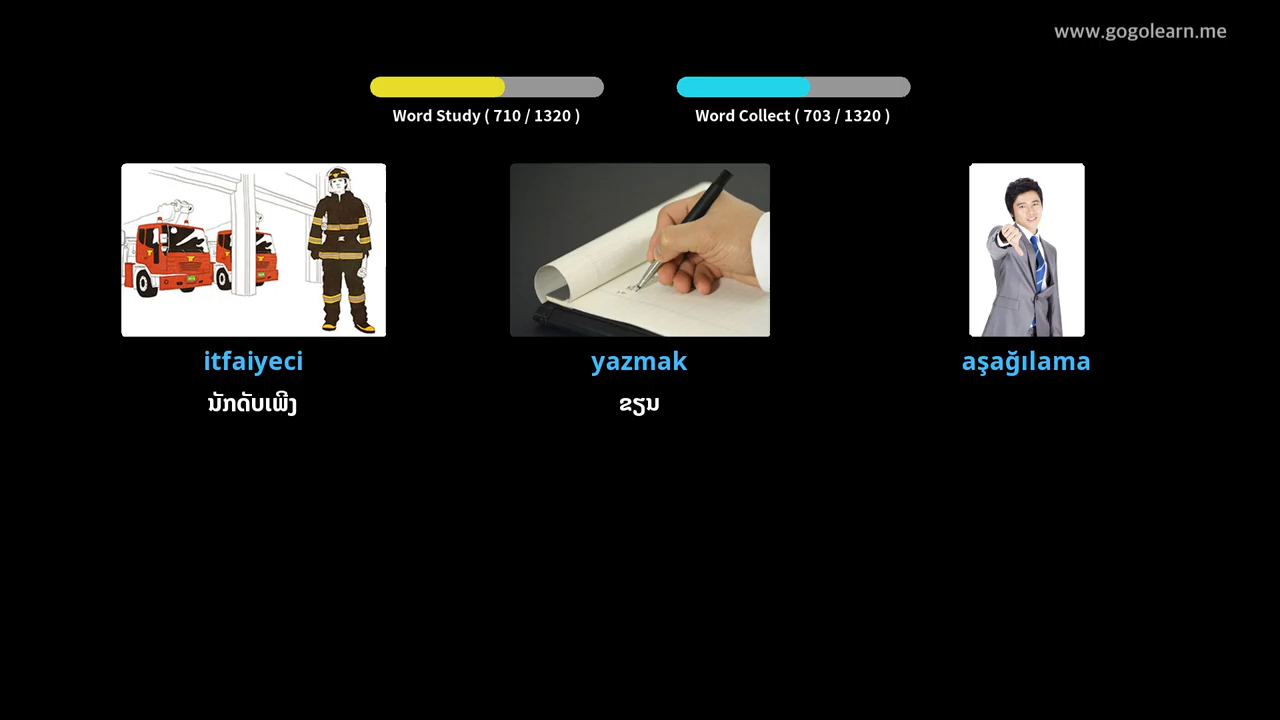 www.gogolearn.me
Word Study ( 710 / 1320 )
Word Collect ( 703 / 1320 )
itfaiyeci
yazmak
aşağılama
ນັກດັບເພີງ
ຂຽນ